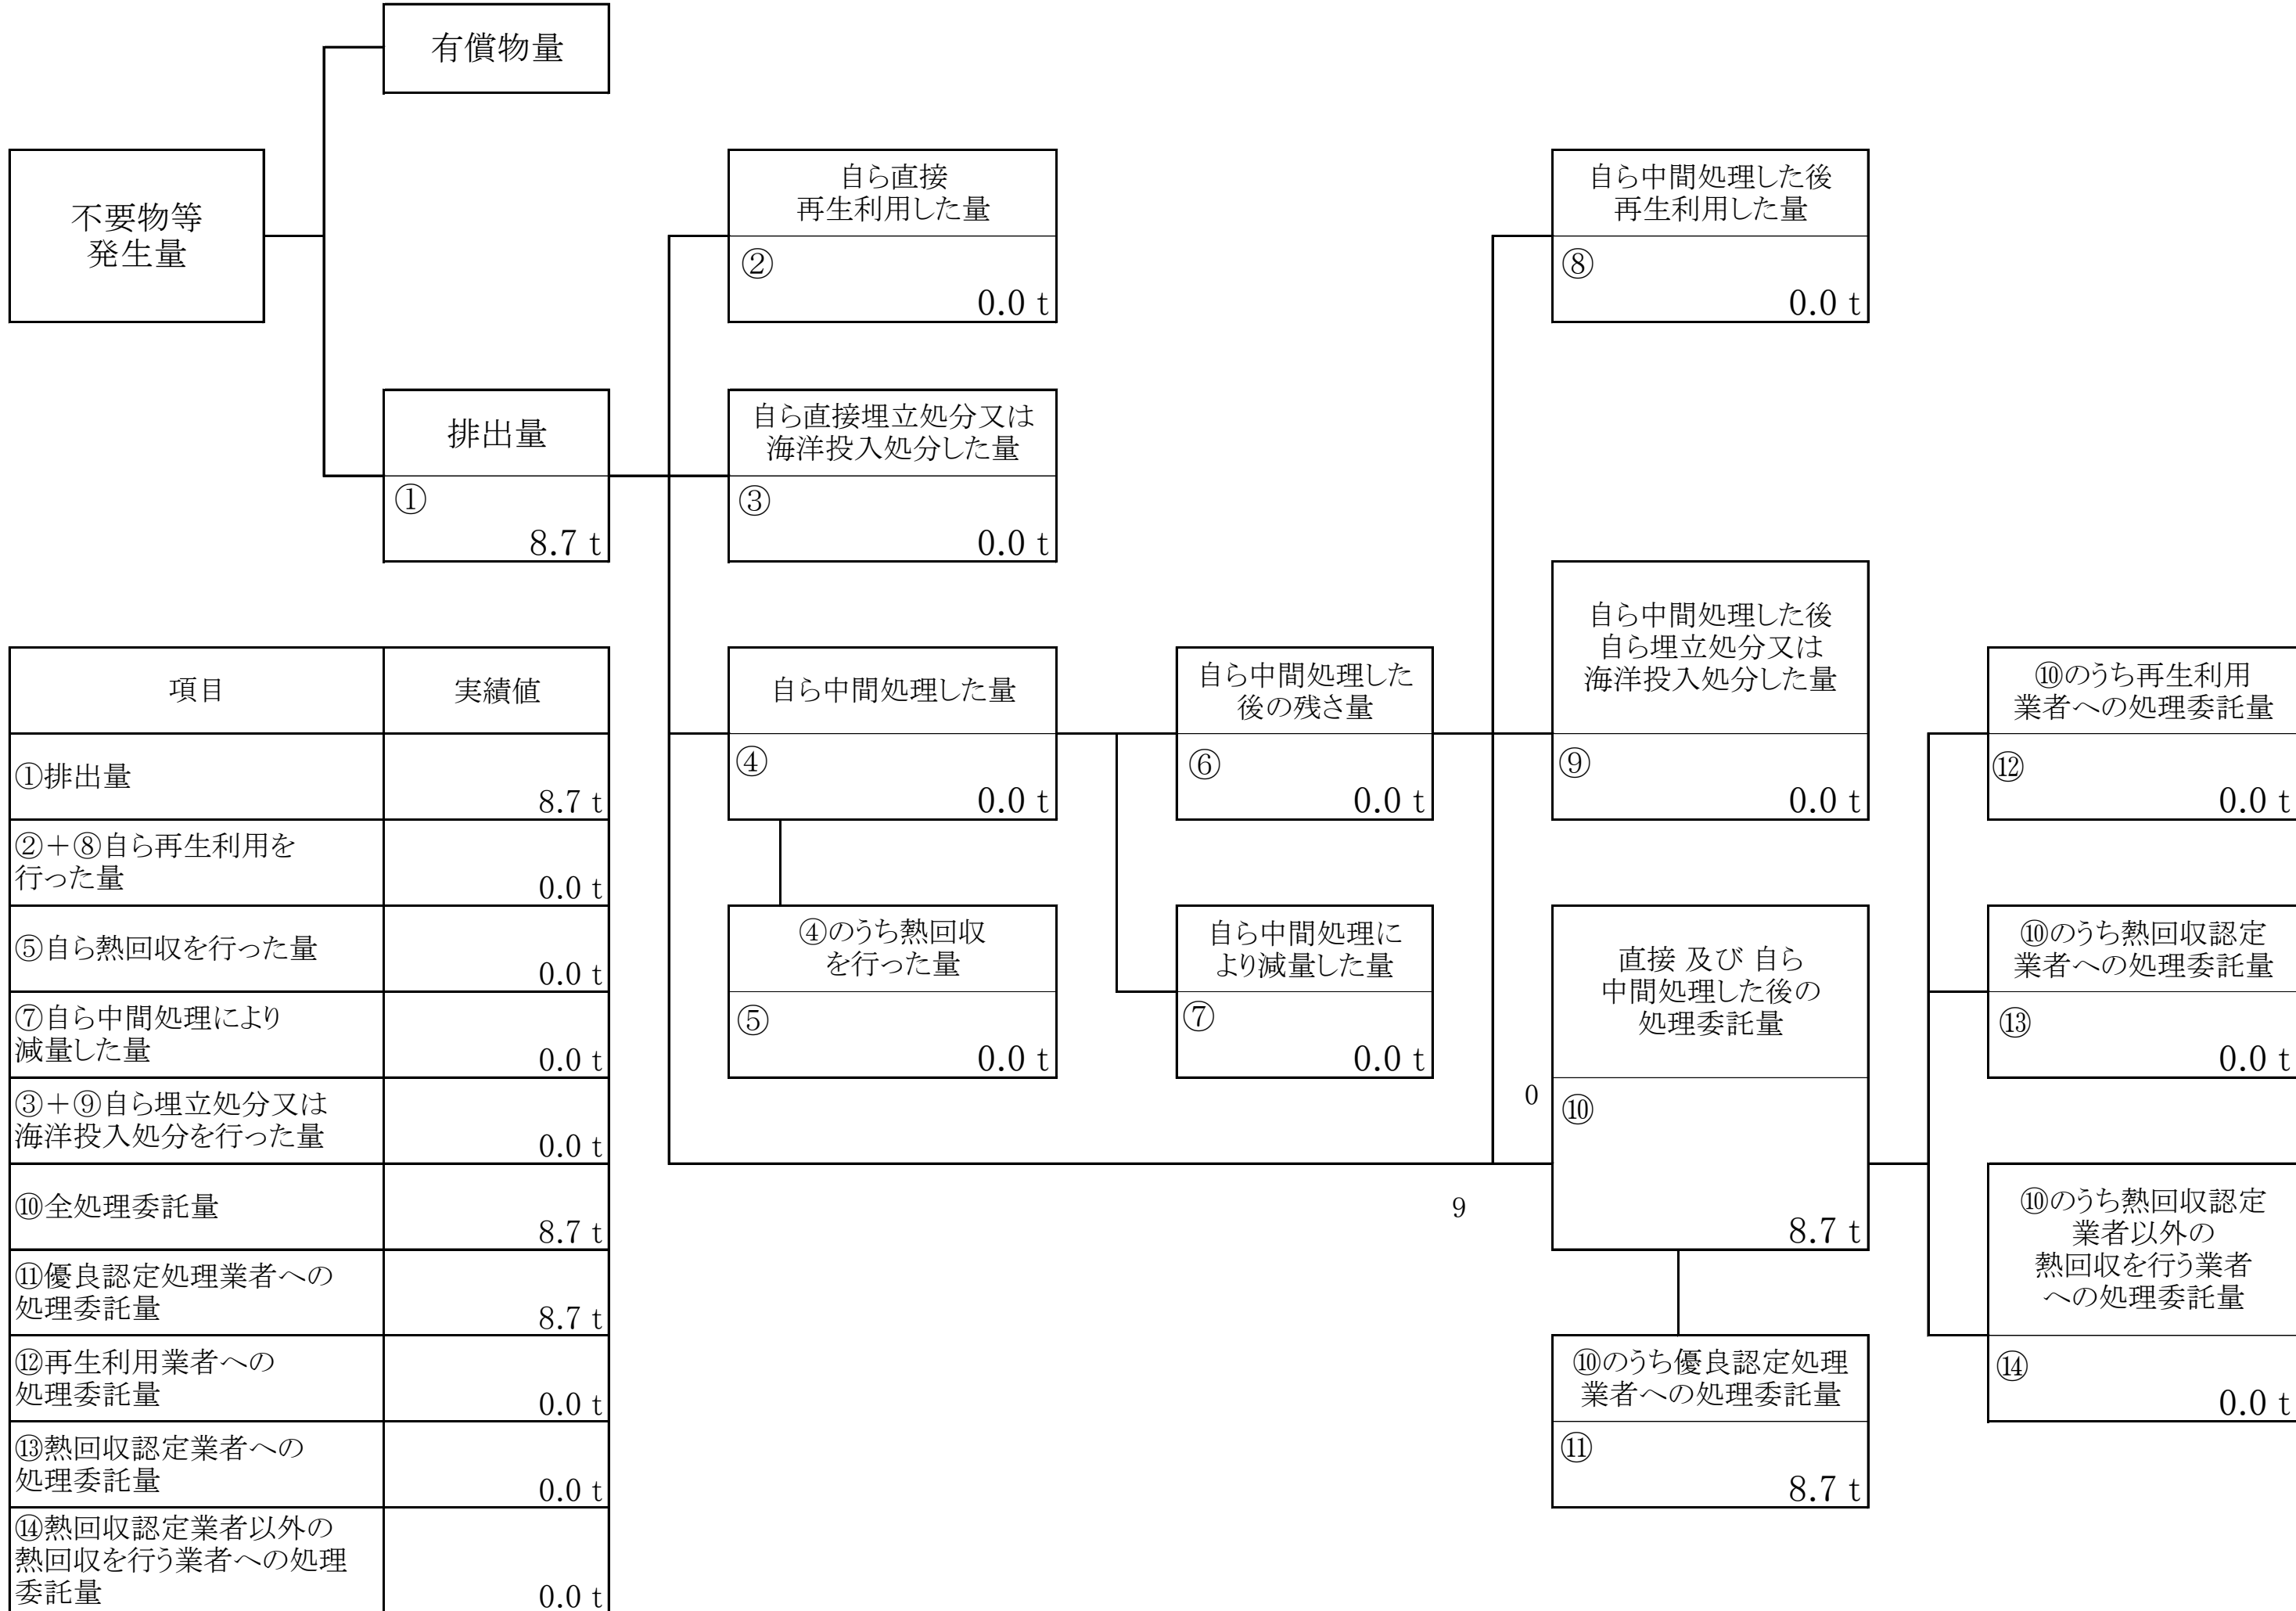 有償物量
不要物等
発生量
自ら直接
再生利用した量
②
0.0 t
自ら中間処理した後
再生利用した量
⑧
0.0 t
排出量
①
8.7 t
自ら直接埋立処分又は
海洋投入処分した量
③
0.0 t
自ら中間処理した量
④
0.0 t
自ら中間処理した
後の残さ量
⑥
0.0 t
自ら中間処理した後
自ら埋立処分又は
海洋投入処分した量
⑨
0.0 t
⑩のうち再生利用
業者への処理委託量
⑫
0.0 t
④のうち熱回収
を行った量
⑤
0.0 t
自ら中間処理に
より減量した量
⑦
0.0 t
直接 及び 自ら
中間処理した後の
処理委託量
0
⑩
8.7 t
9
⑩のうち熱回収認定
業者への処理委託量
⑬
0.0 t
⑩のうち熱回収認定
業者以外の
熱回収を行う業者
への処理委託量
⑭
0.0 t
⑩のうち優良認定処理
業者への処理委託量
⑪
8.7 t
項目
実績値
①排出量
8.7 t
②+⑧自ら再生利用を
行った量
0.0 t
⑤自ら熱回収を行った量
0.0 t
⑦自ら中間処理により
減量した量
0.0 t
③+⑨自ら埋立処分又は
海洋投入処分を行った量
0.0 t
⑩全処理委託量
8.7 t
⑪優良認定処理業者への
処理委託量
8.7 t
⑫再生利用業者への
処理委託量
0.0 t
⑬熱回収認定業者への
処理委託量
0.0 t
⑭熱回収認定業者以外の
熱回収を行う業者への処理
委託量
0.0 t